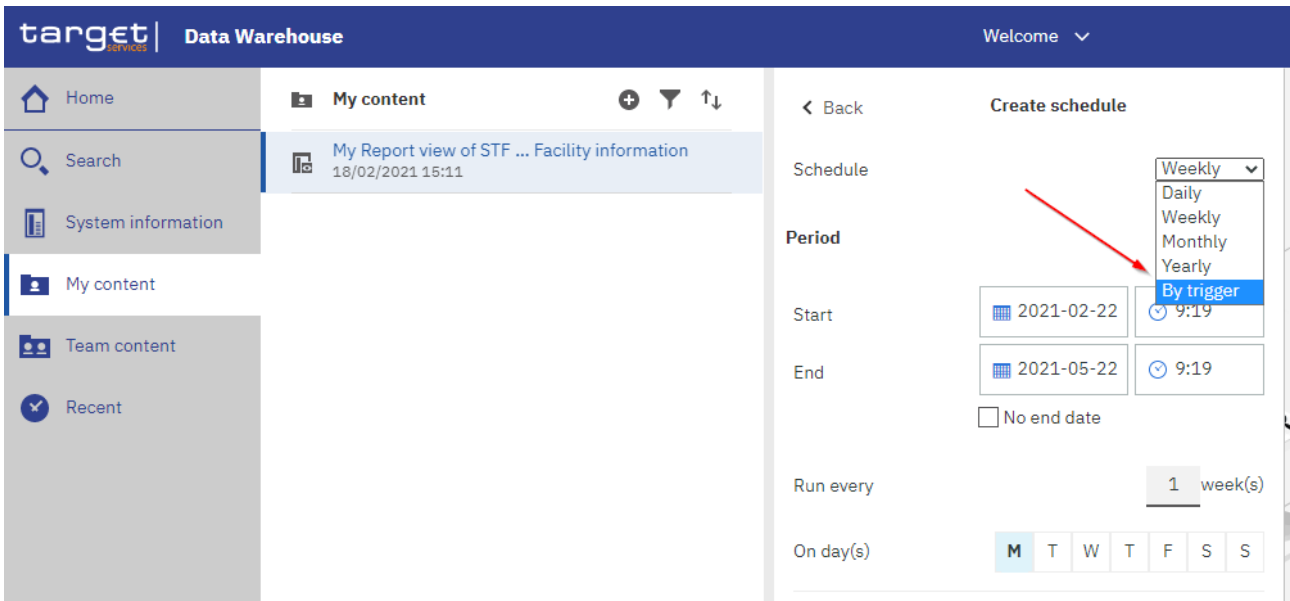 target services | Data Warehouse
Welcome
Home
Search
System information
My content
Team content
Recent
My content
My Report view of STF ... Facility information
18/02/2021 15:11
Back
Create schedule
Schedule
Weekly
Daily
Weekly
Monthly
Yearly
By trigger
Period
Start
2021-02-22
9:19
End
2021-05-22
9:19
No end date
Run every
1 week(s)
On day(s)
M T W T F S S